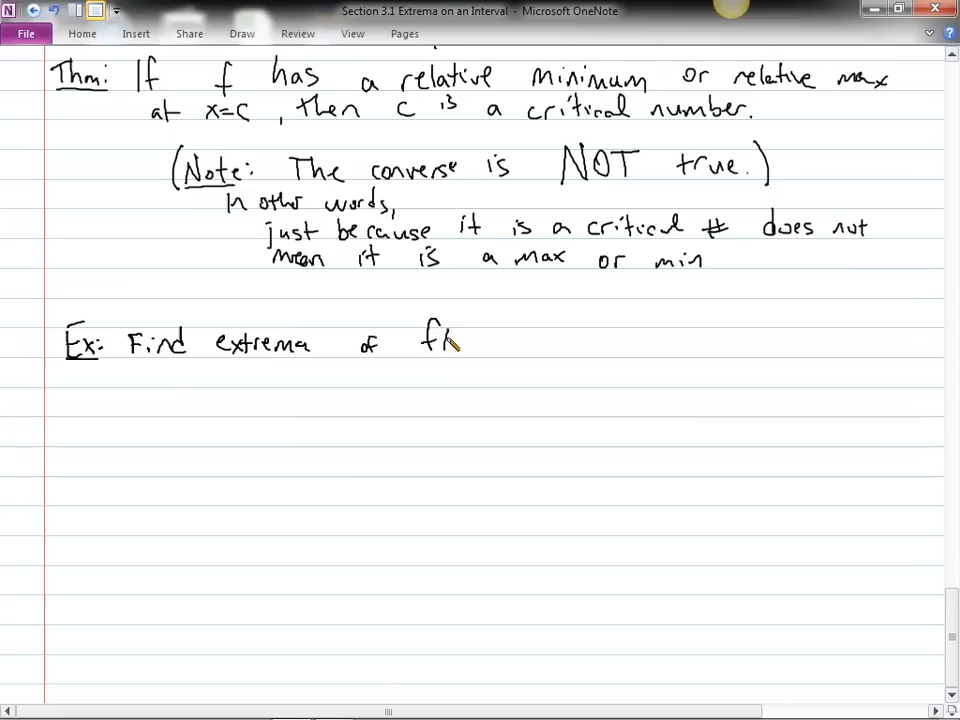 Section 3.1 Extrema on an Interval - Microsoft OneNote
File Home Insert Share Draw Review View Pages
Thm: If f has a relative minimum or relative max
at x=c, then c is a critical number.
(Note: The converse is NOT true.)
In other words,
just because it is a critical # does not
mean it is a max or min
Ex: Find extrema of f